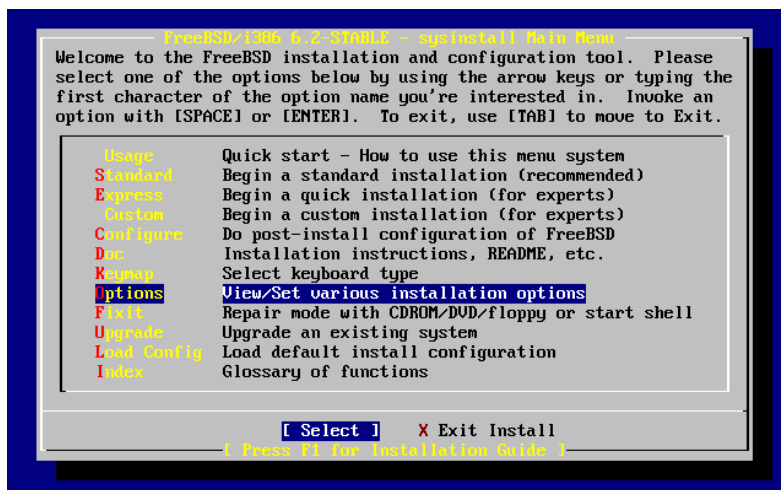 FreeBSD/i386 6.2-STABLE - sysinstall Main Menu
Welcome to the FreeBSD installation and configuration tool.  Please
select one of the options below by using the arrow keys or typing the
first character of the option name you're interested in.  Invoke an
option with [SPACE] or [ENTER].  To exit, use [TAB] to move to Exit.
Usage Quick start - How to use this menu system
Standard Begin a standard installation (recommended)
Express Begin a quick installation (for experts)
Custom Begin a custom installation (for experts)
Configure Do post-install configuration of FreeBSD
Doc Installation instructions, README, etc.
Keymap Select keyboard type
Options View/Set various installation options
Fixit Repair mode with CDROM/DVD/floppy or start shell
Upgrade Upgrade an existing system
Load Config Load default install configuration
Index Glossary of functions
[ Select ] X Exit Install
[ Press F1 for Installation Guide ]